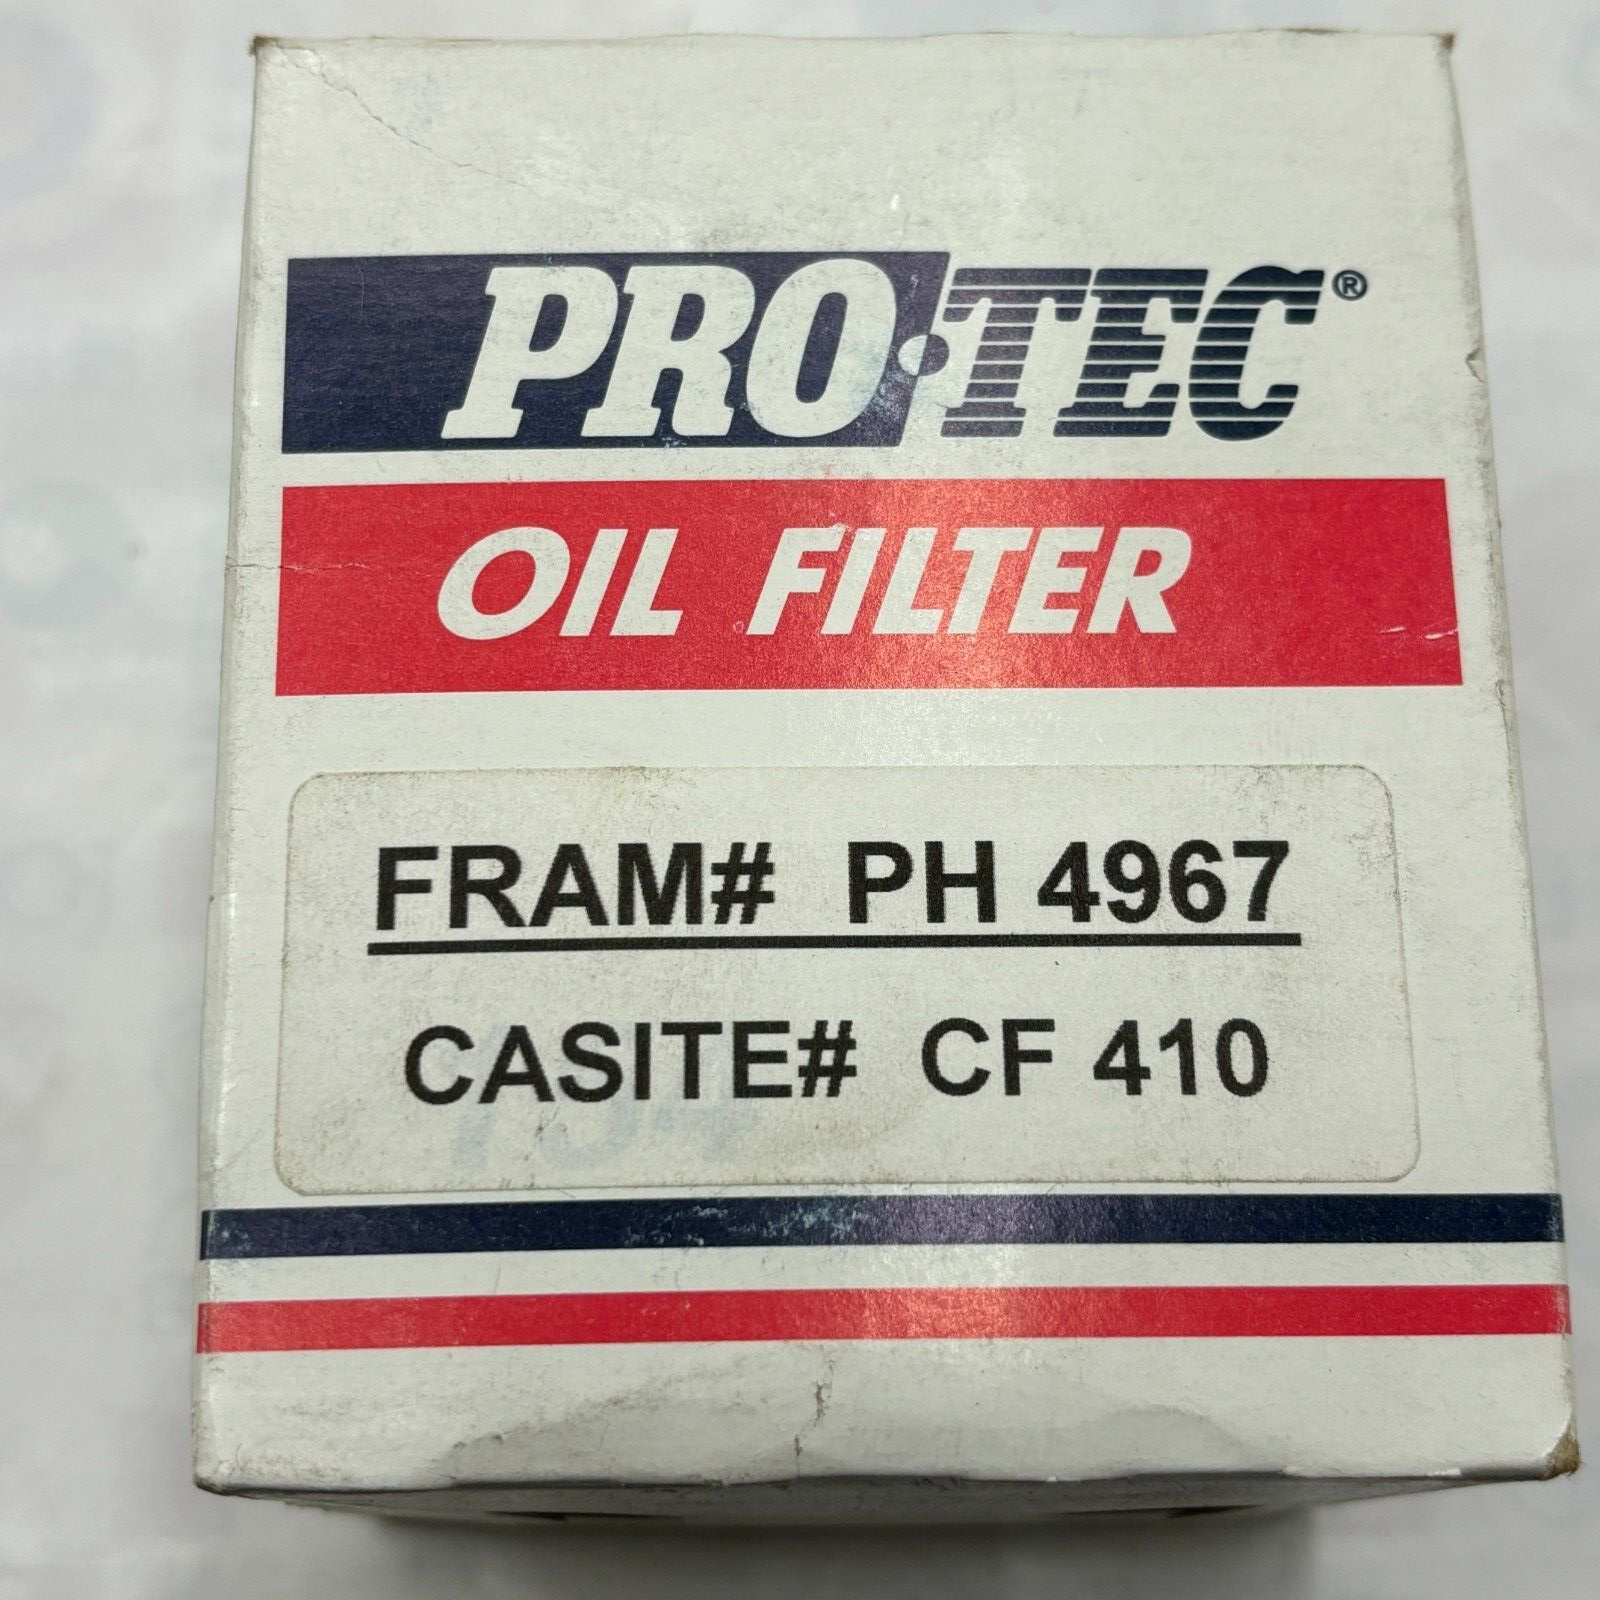 PRO·TEC®
OIL FILTER
FRAM# PH 4967
CASITE# CF 410